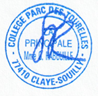 COLLEGE PARC DES TOURELLES
PRINCIPALE
77410 CLAYE-SOUILLY